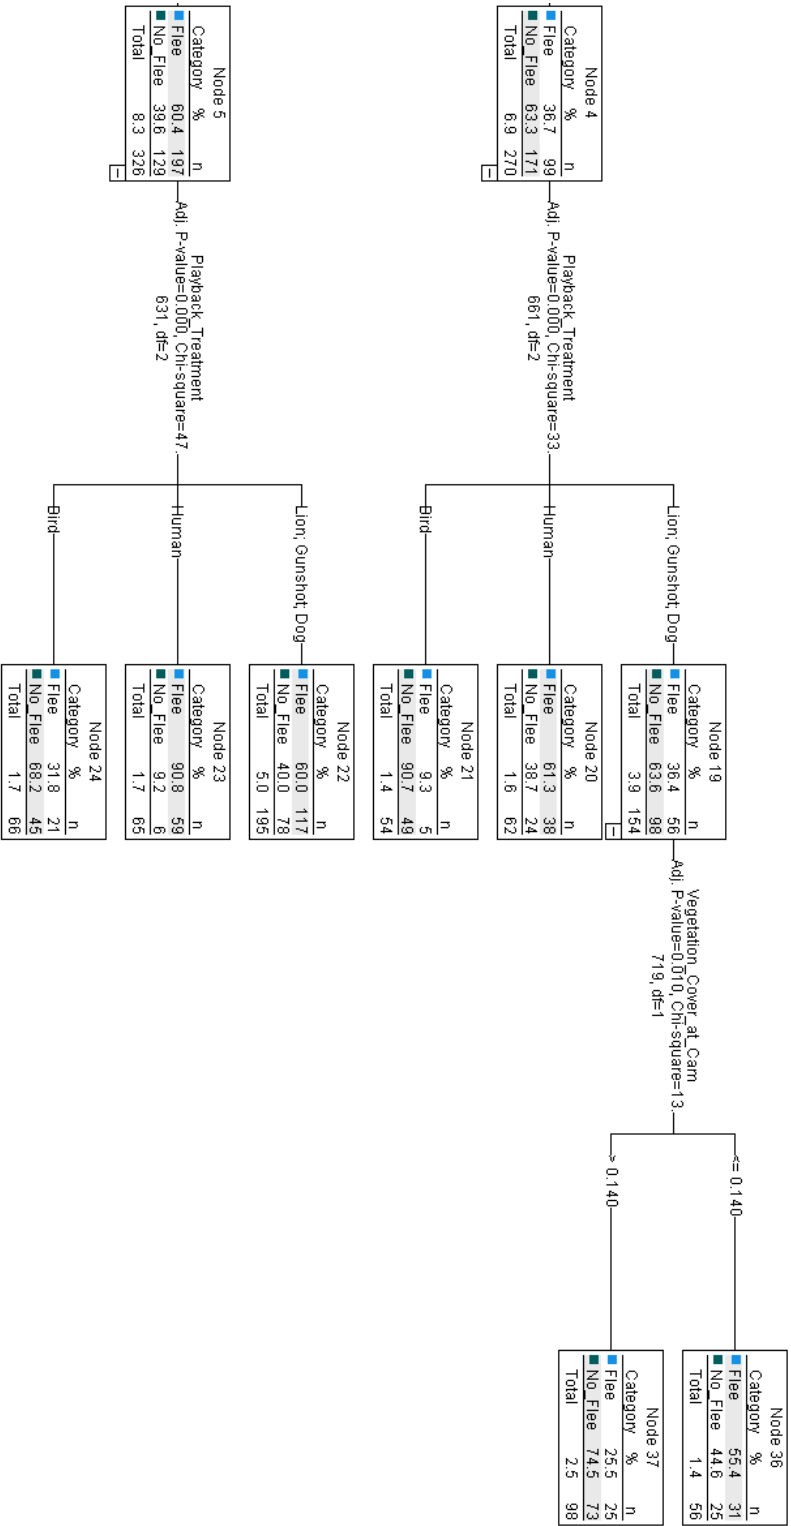 Node 4
Category % n
Flee 36.7 99
No_Flee 63.3 171
Total 6.9 270
Playback_Treatment
Adj. P-value=0.000, Chi-square=33.
661, df=2
Lion; Gunshot; Dog
Human
Bird
Node 19
Category % n
Flee 36.4 56
No_Flee 63.6 98
Total 3.9 154
Vegetation_Cover_at_Cam
Adj. P-value=0.010, Chi-square=13.
719, df=1
<= 0.140
> 0.140
Node 36
Category % n
Flee 55.4 31
No_Flee 44.6 25
Total 1.4 56
Node 37
Category % n
Flee 25.5 25
No_Flee 74.5 73
Total 2.5 98
Node 20
Category % n
Flee 61.3 38
No_Flee 38.7 24
Total 1.6 62
Node 21
Category % n
Flee 9.3 5
No_Flee 90.7 49
Total 1.4 54
Node 5
Category % n
Flee 60.4 197
No_Flee 39.6 129
Total 8.3 326
Playback_Treatment
Adj. P-value=0.000, Chi-square=47.
631, df=2
Lion; Gunshot; Dog
Human
Bird
Node 22
Category % n
Flee 60.0 117
No_Flee 40.0 78
Total 5.0 195
Node 23
Category % n
Flee 90.8 59
No_Flee 9.2 6
Total 1.7 65
Node 24
Category % n
Flee 31.8 21
No_Flee 68.2 45
Total 1.7 66